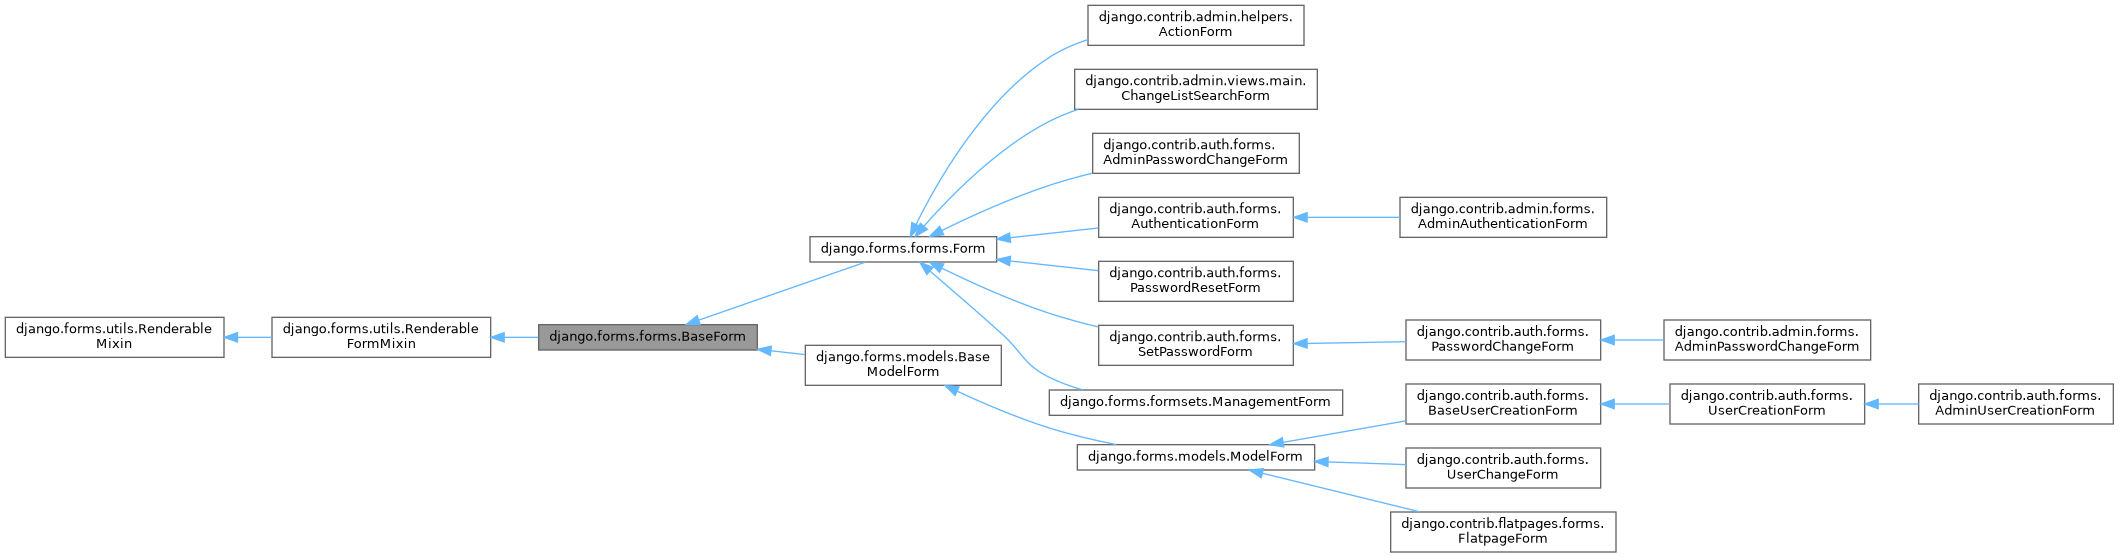 django.contrib.admin.helpers.
ActionForm
django.contrib.admin.views.main.
ChangeListSearchForm
django.contrib.auth.forms.
AdminPasswordChangeForm
django.contrib.auth.forms.
AuthenticationForm
django.contrib.admin.forms.
AdminAuthenticationForm
django.forms.forms.Form
django.contrib.auth.forms.
PasswordResetForm
django.forms.utils.Renderable
Mixin
django.forms.utils.Renderable
FormMixin
django.forms.forms.BaseForm
django.contrib.auth.forms.
SetPasswordForm
django.contrib.auth.forms.
PasswordChangeForm
django.contrib.admin.forms.
AdminPasswordChangeForm
django.forms.models.Base
ModelForm
django.forms.formsets.ManagementForm
django.contrib.auth.forms.
BaseUserCreationForm
django.contrib.auth.forms.
UserCreationForm
django.contrib.auth.forms.
AdminUserCreationForm
django.forms.models.ModelForm
django.contrib.auth.forms.
UserChangeForm
django.contrib.flatpages.forms.
FlatpageForm